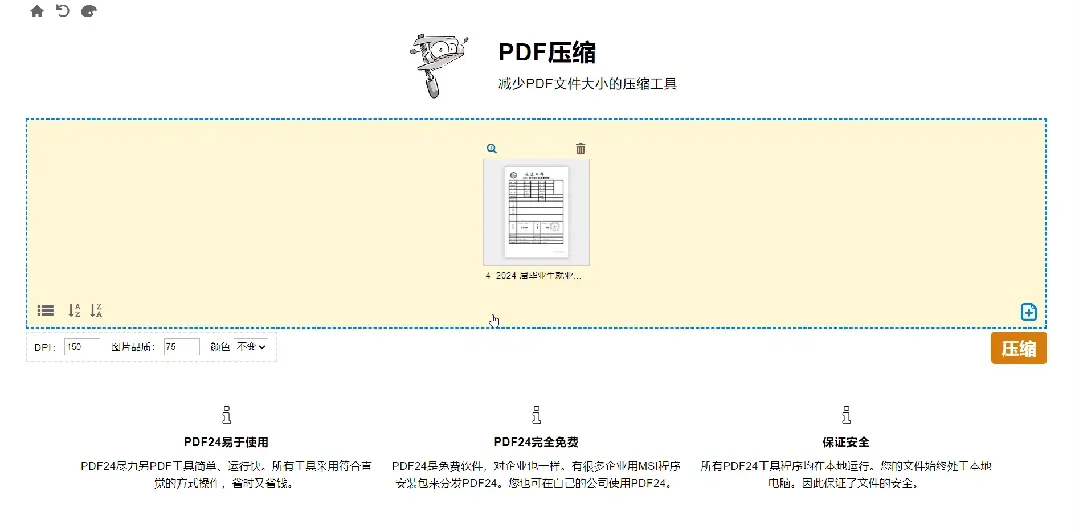 PDF压缩
减少PDF文件大小的压缩工具
4_2024 届毕业生就业...
DPI： 150 图片品质： 75 颜色 不变
压缩
PDF24易于使用
PDF24尽力另PDF工具简单、运行快。所有工具采用符合直
觉的方式操作，省时又省钱。
PDF24完全免费
PDF24是免费软件，对企业也一样。有很多企业用MSI程序
安装包来分发PDF24。您也可在自己的公司使用PDF24。
保证安全
所有PDF24工具程序均在本地运行。您的文件始终处于本地
电脑。因此保证了文件的安全。